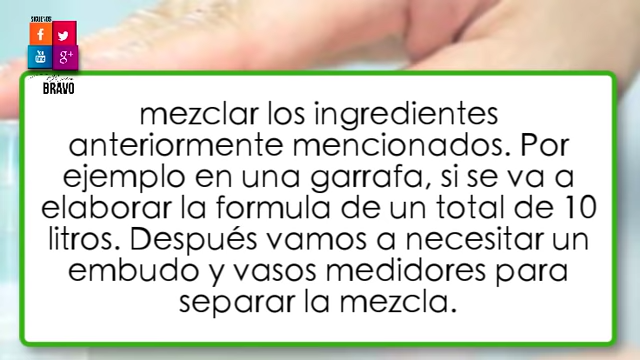 SIGUENOS
BRAVO
mezclar los ingredientes
anteriormente mencionados. Por
ejemplo en una garrafa, si se va a
elaborar la formula de un total de 10
litros. Después vamos a necesitar un
embudo y vasos medidores para
separar la mezcla.